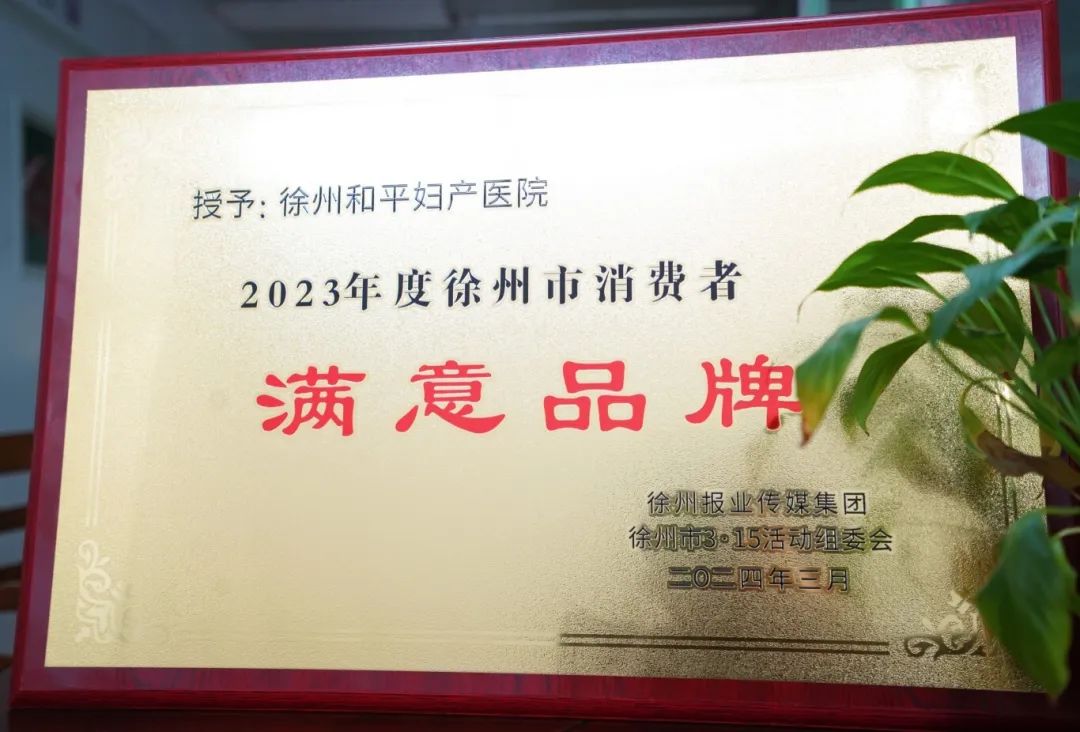 授予:徐州和平妇产医院
2023年度徐州市消费者
满意品牌
徐州报业传媒集团
徐州市3·15活动组委会
二〇二四年三月